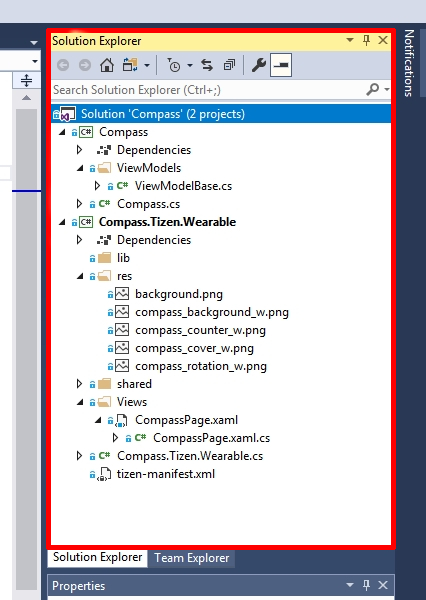 Solution Explorer
Search Solution Explorer (Ctrl+;)
Solution 'Compass' (2 projects)
C# Compass
Dependencies
ViewModels
C# ViewModelBase.cs
C# Compass.cs
C# Compass.Tizen.Wearable
Dependencies
lib
res
background.png
compass_background_w.png
compass_counter_w.png
compass_cover_w.png
compass_rotation_w.png
shared
Views
CompassPage.xaml
C# CompassPage.xaml.cs
C# Compass.Tizen.Wearable.cs
tizen-manifest.xml
Solution Explorer Team Explorer
Properties
Notifications